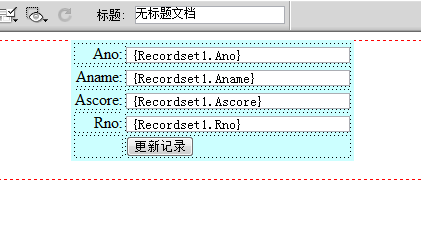 标题: 无标题文档
Ano: {Recordset1.Ano}
Aname: {Recordset1.Aname}
Ascore: {Recordset1.Ascore}
Rno: {Recordset1.Rno}
更新记录